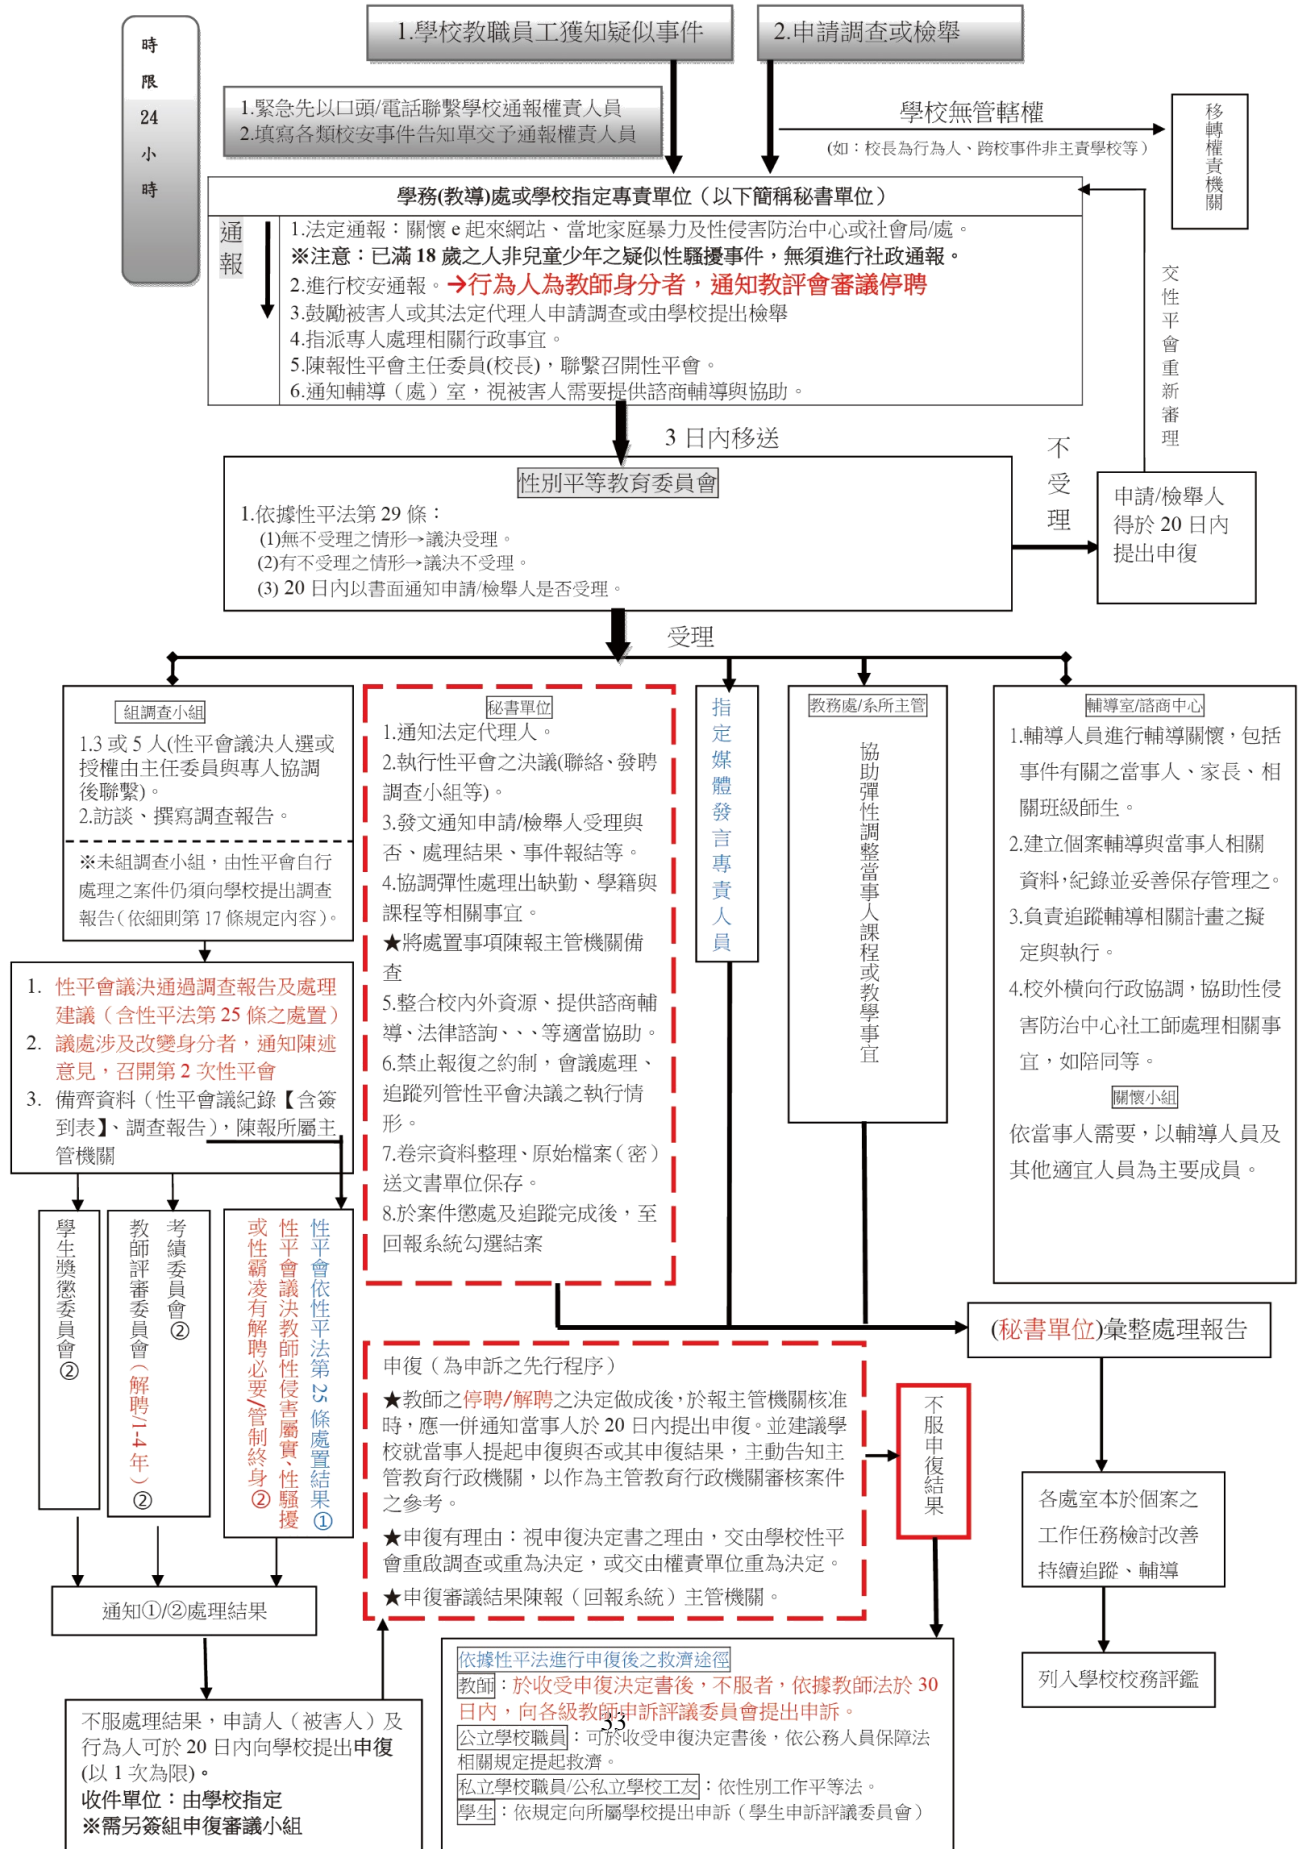 時
限
24
小
時
1.學校教職員工獲知疑似事件
2.申請調查或檢舉
1.緊急先以口頭/電話聯繫學校通報權責人員
2.填寫各類校安事件告知單交予通報權責人員
學校無管轄權
(如：校長為行為人、跨校事件非主責學校等)
移轉權責機關
學務(教導)處或學校指定專責單位（以下簡稱秘書單位）
通報
1.法定通報：關懷 e 起來網站、當地家庭暴力及性侵害防治中心或社會局/處。
※注意：已滿 18 歲之人非兒童少年之疑似性騷擾事件，無須進行社政通報。
2.進行校安通報。→行為人為教師身分者，通知教評會審議停聘
3.鼓勵被害人或其法定代理人申請調查或由學校提出檢舉
4.指派專人處理相關行政事宜。
5.陳報性平會主任委員(校長)，聯繫召開性平會。
6.通知輔導（處）室，視被害人需要提供諮商輔導與協助。
交性平會重新審理
3 日內移送
性別平等教育委員會
1.依據性平法第 29 條：
(1)無不受理之情形→議決受理。
(2)有不受理之情形→議決不受理。
(3) 20 日內以書面通知申請/檢舉人是否受理。
不受理
申請/檢舉人
得於 20 日內
提出申復
受理
組調查小組
1.3 或 5 人(性平會議決人選或
授權由主任委員與專人協調
後聯繫)。
2.訪談、撰寫調查報告。
※未組調查小組，由性平會自行
處理之案件仍須向學校提出調查
報告（依細則第 17 條規定內容）。
秘書單位
1.通知法定代理人。
2.執行性平會之決議(聯絡、發聘
調查小組等)。
3.發文通知申請/檢舉人受理與
否、處理結果、事件報結等。
4.協調彈性處理出缺勤、學籍與
課程等相關事宜。
★將處置事項陳報主管機關備
查
5.整合校內外資源、提供諮商輔
導、法律諮詢、、、等適當協助。
6.禁止報復之約制，會議處理、
追蹤列管性平會決議之執行情
形。
7.卷宗資料整理、原始檔案（密）
送文書單位保存。
8.於案件懲處及追蹤完成後，至
回報系統勾選結案
指定媒體發言專責人員
教務處/系所主管
協助彈性調整當事人課程或教學事宜
輔導室/諮商中心
1.輔導人員進行輔導關懷，包括
事件有關之當事人、家長、相
關班級師生。
2.建立個案輔導與當事人相關
資料，紀錄並妥善保存管理之。
3.負責追蹤輔導相關計畫之擬
定與執行。
4.校外橫向行政協調，協助性侵
害防治中心社工師處理相關事
宜，如陪同等。
關懷小組
依當事人需要，以輔導人員及
其他適宜人員為主要成員。
1. 性平會議決通過調查報告及處理
建議（含性平法第 25 條之處置）
2. 議處涉及改變身分者，通知陳述
意見，召開第 2 次性平會
3. 備齊資料（性平會議紀錄【含簽
到表】、調查報告），陳報所屬主
管機關
學生獎懲委員會②
考績委員會②
教師評審委員會（解聘/1-4 年）②
性平會依性平法第 25 條處置結果①
性平會議決教師性侵害屬實、性騷擾
或性霸凌有解聘必要/管制終身②
通知①/②處理結果
不服處理結果，申請人（被害人）及
行為人可於 20 日內向學校提出申復
(以 1 次為限)。
收件單位：由學校指定
※需另簽組申復審議小組
申復（為申訴之先行程序）
★教師之停聘/解聘之決定做成後，於報主管機關核准
時，應一併通知當事人於 20 日內提出申復。並建議學
校就當事人提起申復與否或其申復結果，主動告知主
管教育行政機關，以作為主管教育行政機關審核案件
之參考。
★申復有理由：視申復決定書之理由，交由學校性平
會重啟調查或重為決定，或交由權責單位重為決定。
★申復審議結果陳報（回報系統）主管機關。
不服申復結果
(秘書單位)彙整處理報告
各處室本於個案之
工作任務檢討改善
持續追蹤、輔導
列入學校校務評鑑
依據性平法進行申復後之救濟途徑
教師：於收受申復決定書後，不服者，依據教師法於 30
日內，向各級教師申訴評議委員會提出申訴。
公立學校職員：可於收受申復決定書後，依公務人員保障法
相關規定提起救濟。
私立學校職員/公私立學校工友：依性別工作平等法。
學生：依規定向所屬學校提出申訴（學生申訴評議委員會）
33